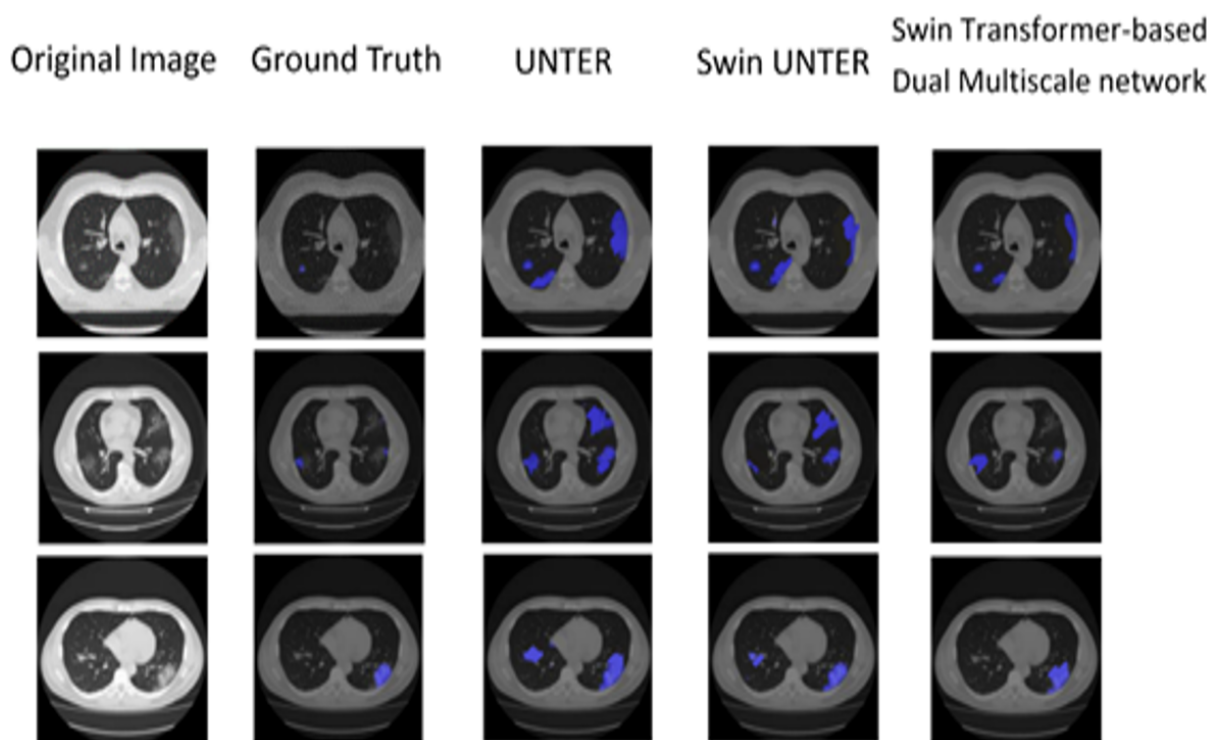 Original Image
Ground Truth
UNTER
Swin UNTER
Swin Transformer-based
Dual Multiscale network